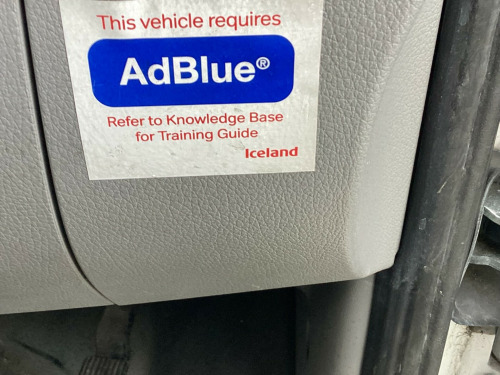 This vehicle requires
AdBlue®
Refer to Knowledge Base
for Training Guide
Iceland